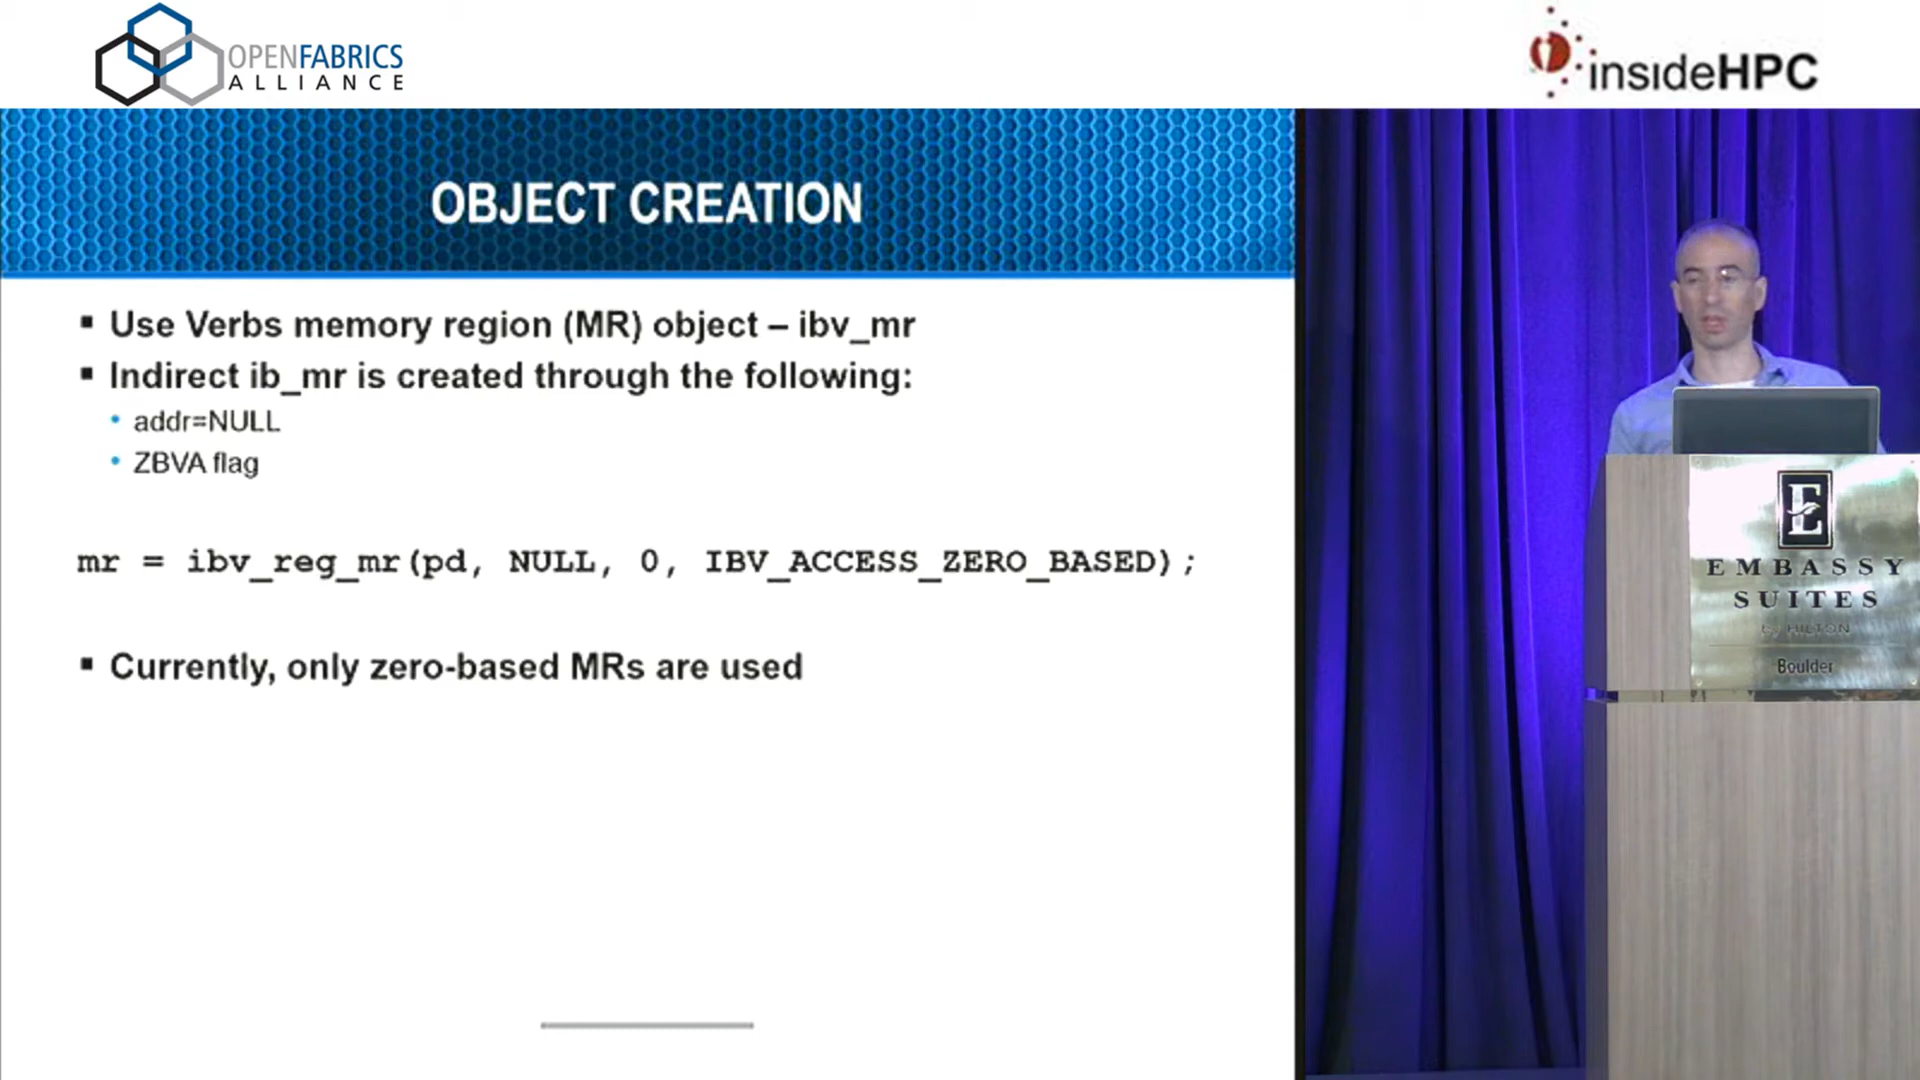 OPENFABRICS
ALLIANCE
insideHPC
OBJECT CREATION
Use Verbs memory region (MR) object – ibv_mr
Indirect ib_mr is created through the following:
addr=NULL
ZBVA flag
mr = ibv_reg_mr(pd, NULL, 0, IBV_ACCESS_ZERO_BASED);
Currently, only zero-based MRs are used
E
EMBASSY
SUITES
by HILTON
Boulder